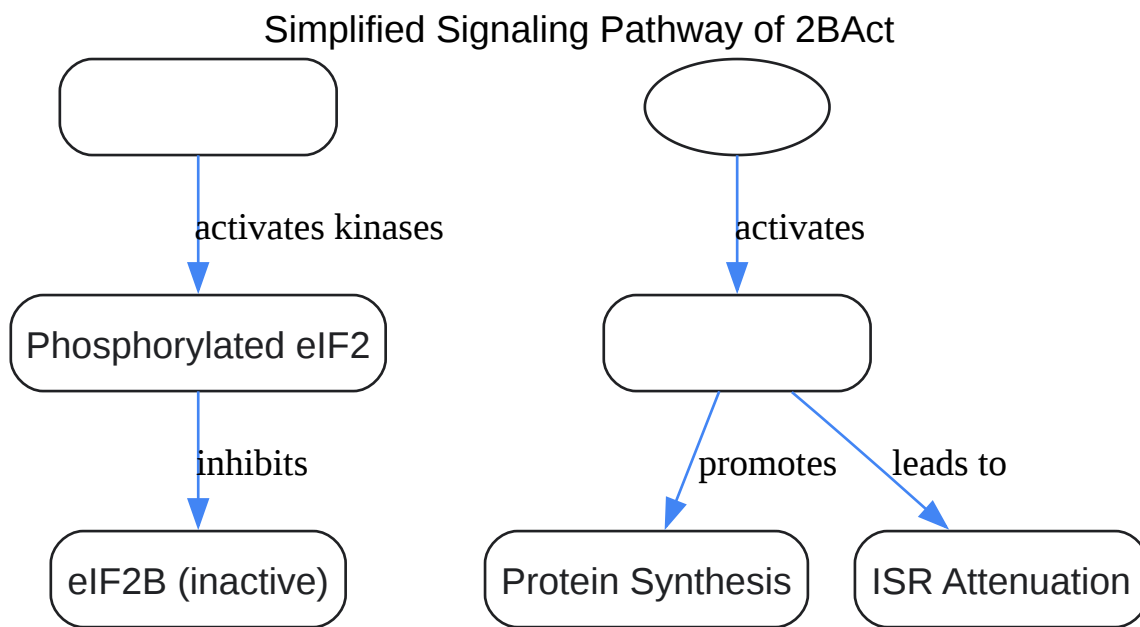 Simplified Signaling Pathway of 2BAct
activates kinases
activates
Phosphorylated eIF2
inhibits
promotes
leads to
eIF2B (inactive)
Protein Synthesis
ISR Attenuation